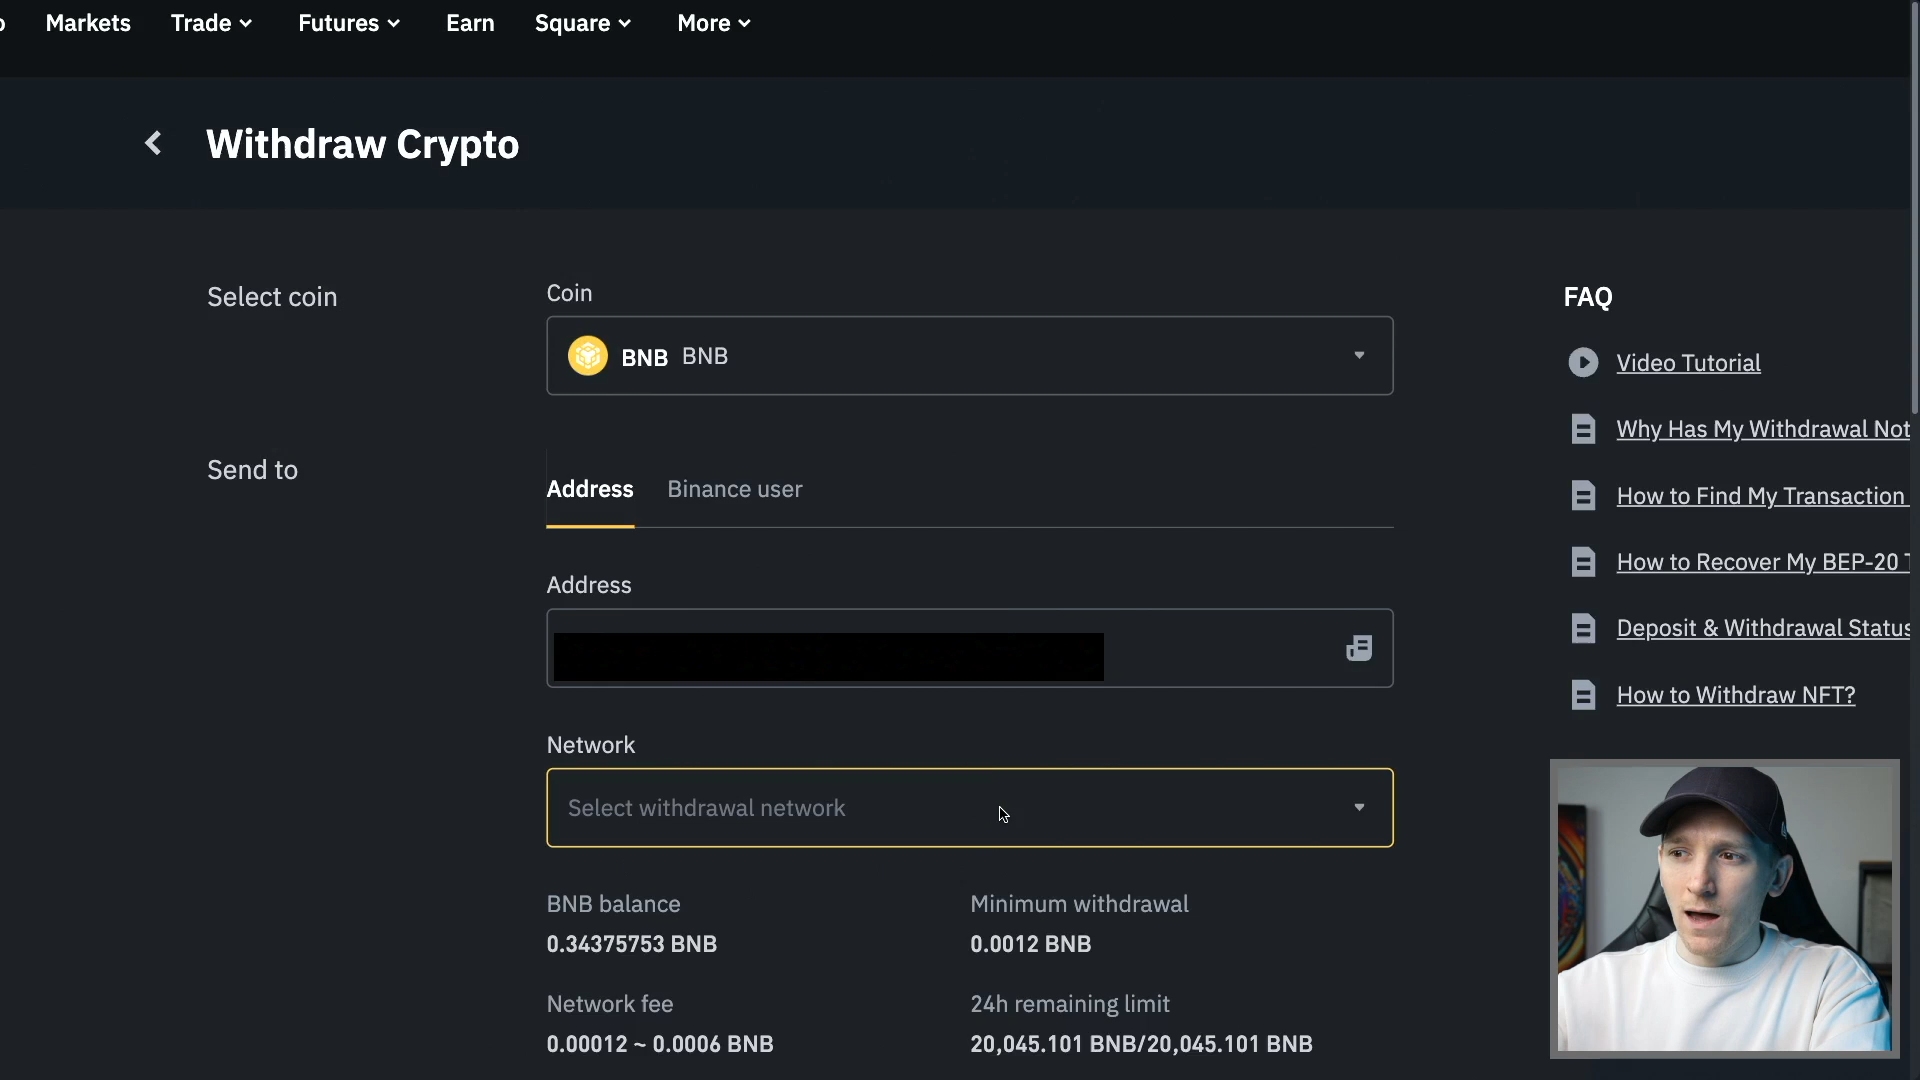 Markets Trade Futures Earn Square More
Withdraw Crypto
Select coin
Coin
BNB BNB
Send to
Address Binance user
Address
Network
Select withdrawal network
BNB balance
0.34375753 BNB
Minimum withdrawal
0.0012 BNB
Network fee
0.00012 ~ 0.0006 BNB
24h remaining limit
20,045.101 BNB/20,045.101 BNB
FAQ
Video Tutorial
Why Has My Withdrawal Not
How to Find My Transaction
How to Recover My BEP-20
Deposit & Withdrawal Status
How to Withdraw NFT?